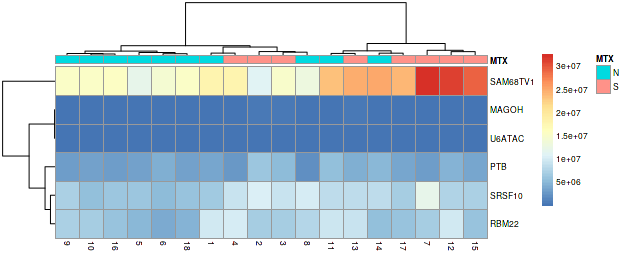 MTX
SAM68TV1
MAGOH
U6ATAC
PTB
SRSF10
RBM22
9 10 16 5 6 18 1 4 2 3 8 11 13 14 17 7 12 15
3e+07
2.5e+07
2e+07
1.5e+07
1e+07
5e+06
MTX
N
S